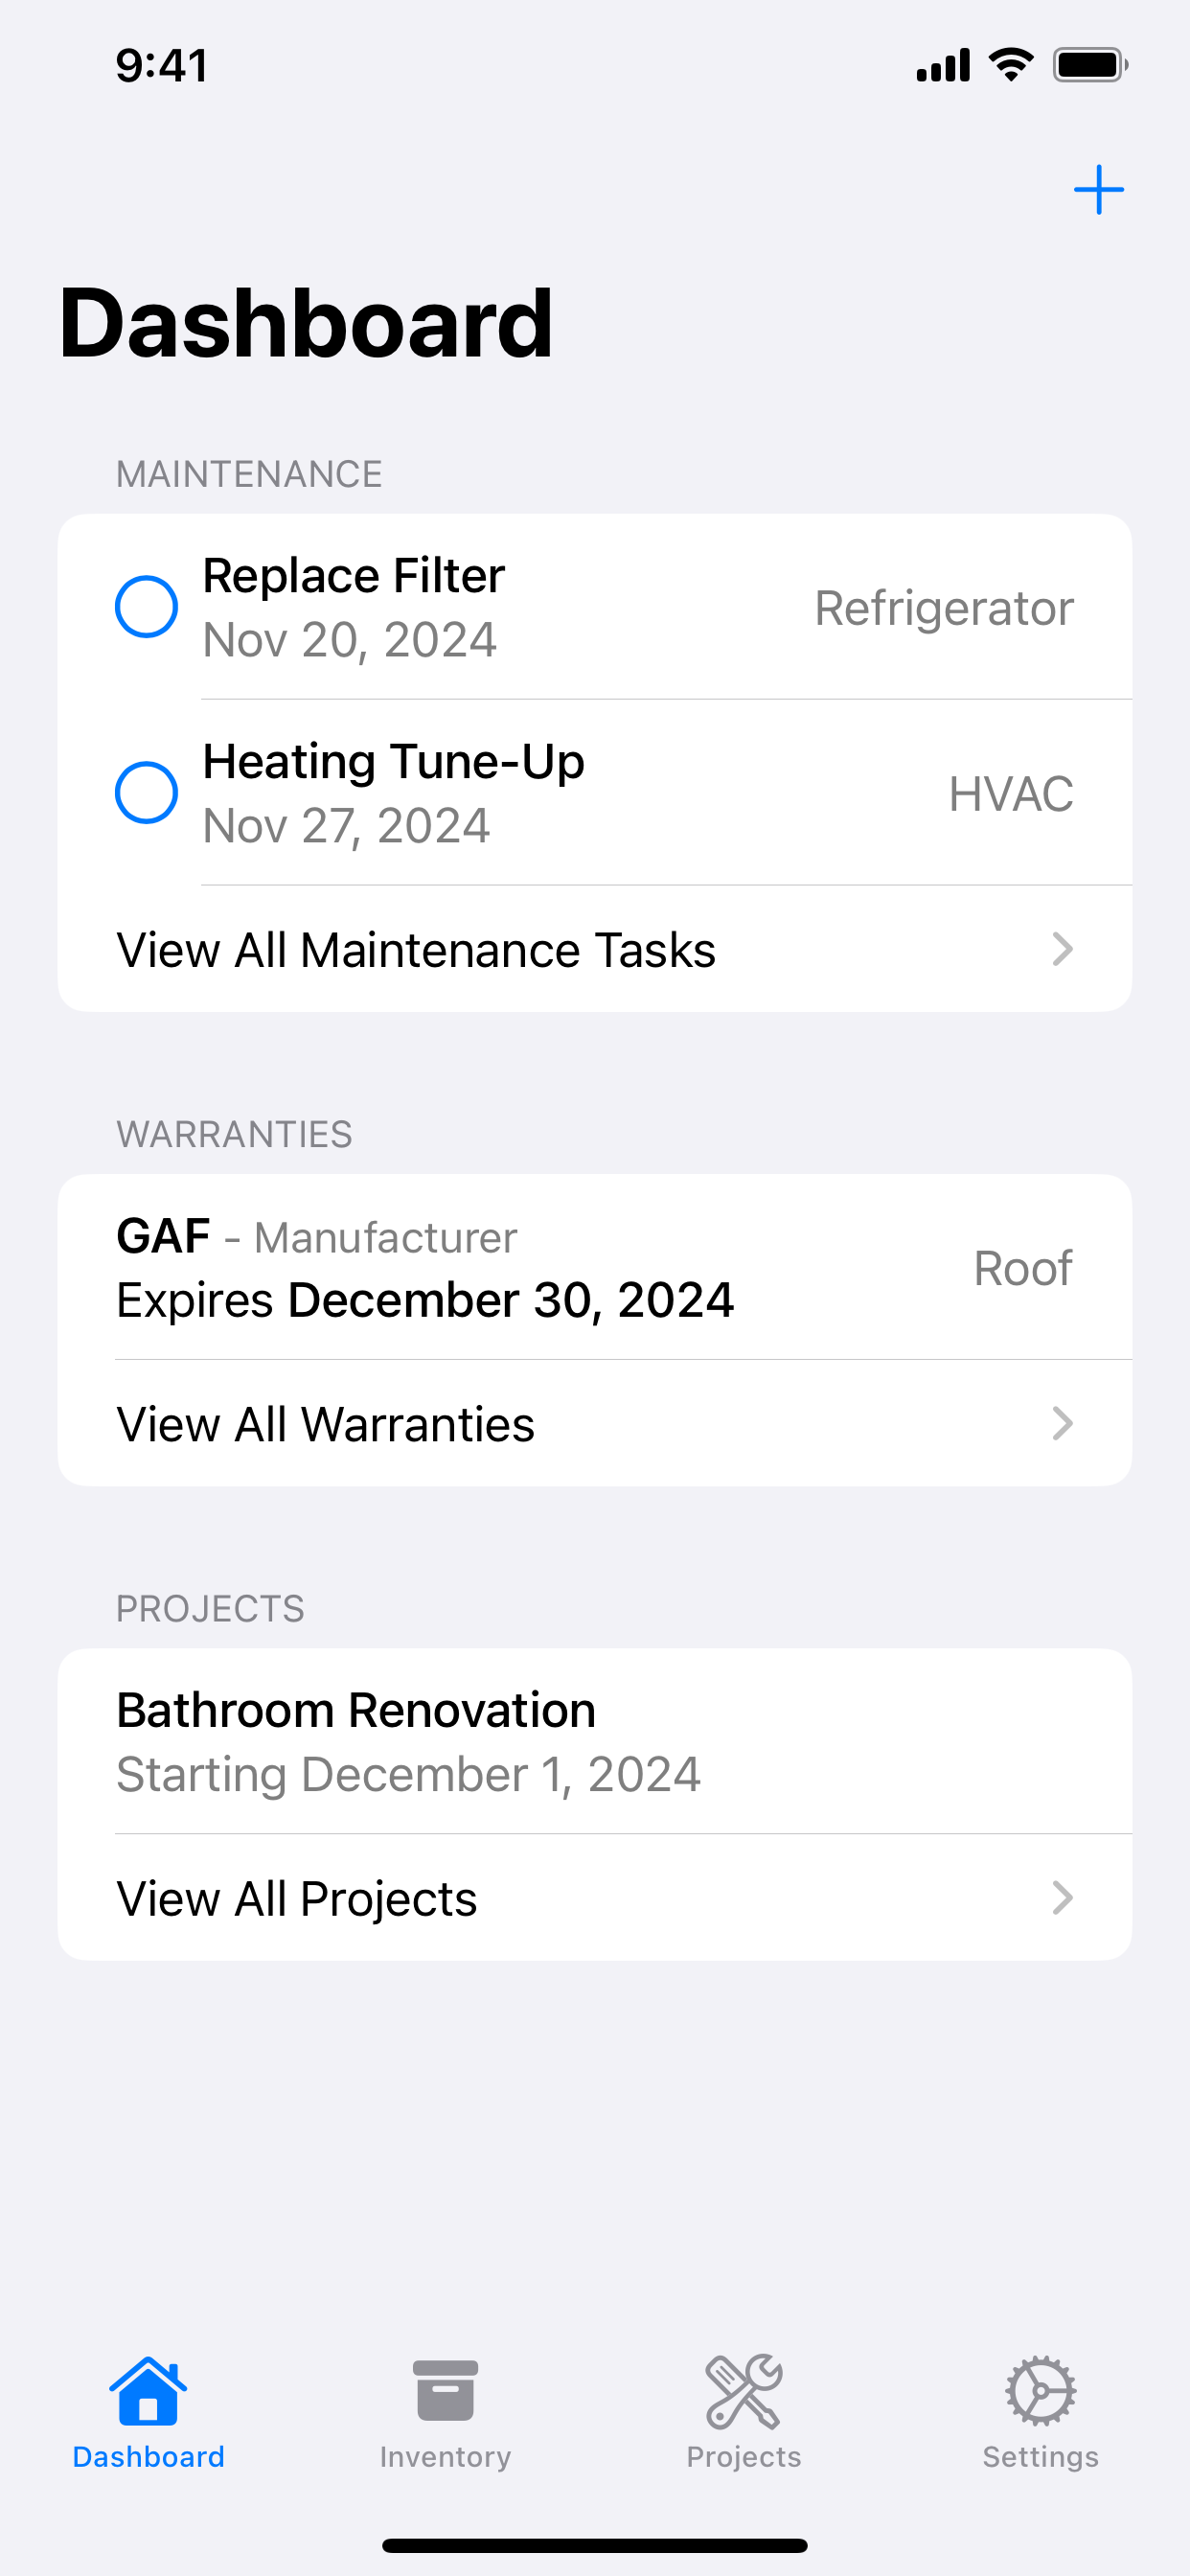 9:41
Dashboard
MAINTENANCE
Replace Filter
Nov 20, 2024
Refrigerator
Heating Tune-Up
Nov 27, 2024
HVAC
View All Maintenance Tasks
WARRANTIES
GAF - Manufacturer
Expires December 30, 2024
Roof
View All Warranties
PROJECTS
Bathroom Renovation
Starting December 1, 2024
View All Projects
Dashboard
Inventory
Projects
Settings